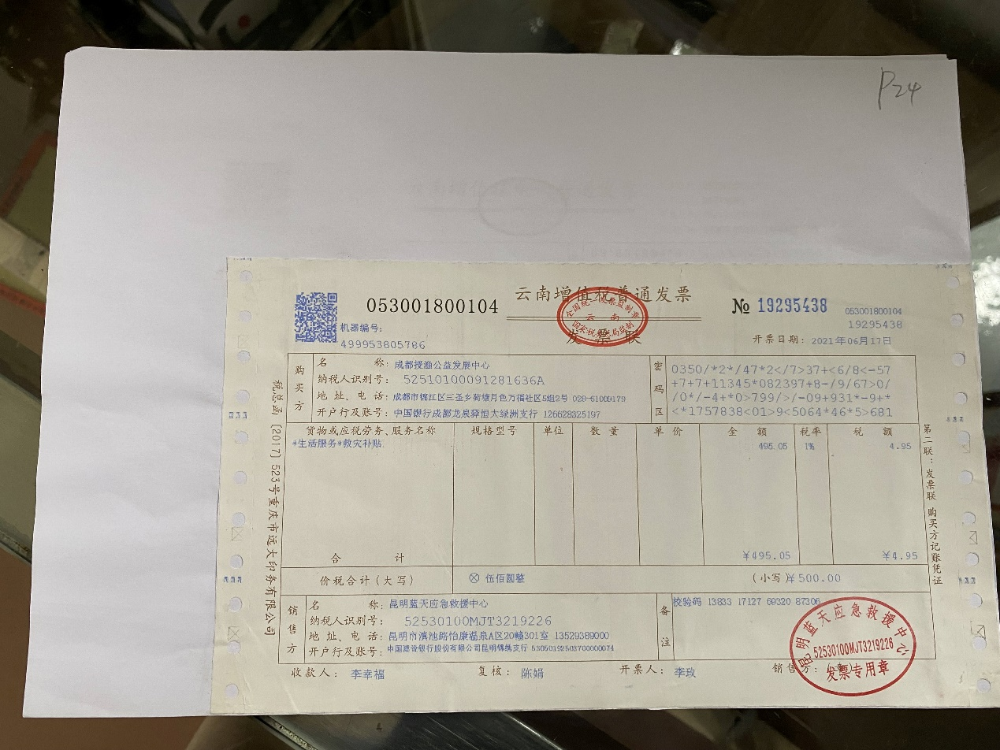 P24
053001800104
云南增值税普通发票
发票联
全国统一发票监制章
云南
国家税务总局监制
№ 19295438
053001800104
19295438
机器编号:
499953805786
开票日期: 2021年06月17日
购买方
名 称: 成都授渔公益发展中心
纳税人识别号: 52510100091281636A
地址、电话: 成都市锦江区三圣乡荷塘月色万福社区5组2号 028-61009179
开户行及账号: 中国银行成都龙泉驿恒大绿洲支行 126628325197
密码区
0350/*2*/47*2</7>37+<6/8<-57
+7+7+11345*082397+8-/9/67>0/
/0*/-4+*0>799/>/-09+931*-9+*
<*1757838<01>9<5064*46*5>681
货物或应税劳务、服务名称 规格型号 单位 数量 单价 金额 税率 税额
*生活服务*救灾补贴 495.05 1% 4.95
合 计 ¥495.05 ¥4.95
价税合计(大写) ⊗ 伍佰圆整 (小写)¥500.00
销售方
名 称: 昆明蓝天应急救援中心
纳税人识别号: 52530100MJT3219226
地址、电话: 昆明市滇池路怡康温泉A区20幢301室 13529389000
开户行及账号: 中国建设银行股份有限公司昆明锦绣支行 53050192503700000074
备注
校验码 13833 17127 69320 87306
收款人: 李幸福 复核: 陈娟 开票人: 李玫 销售方:(章)
昆明蓝天应急救援中心
52530100MJT3219226
发票专用章
税总函〔2017〕523号重庆市远大印务有限公司
第二联:发票联 购买方记账凭证